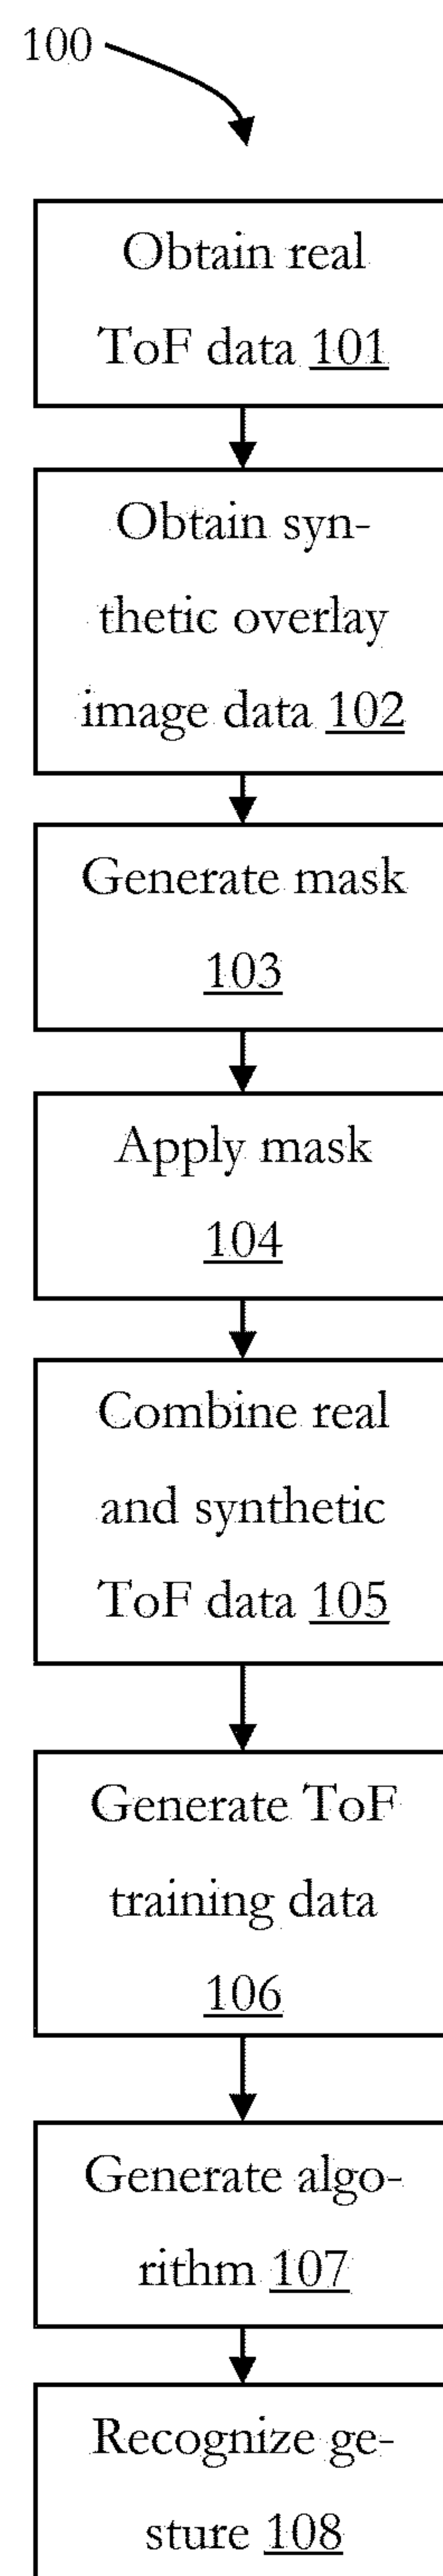 100
Obtain real
ToF data 101
Obtain syn-
thetic overlay
image data 102
Generate mask
103
Apply mask
104
Combine real
and synthetic
ToF data 105
Generate ToF
training data
106
Generate algo-
rithm 107
Recognize ge-
sture 108